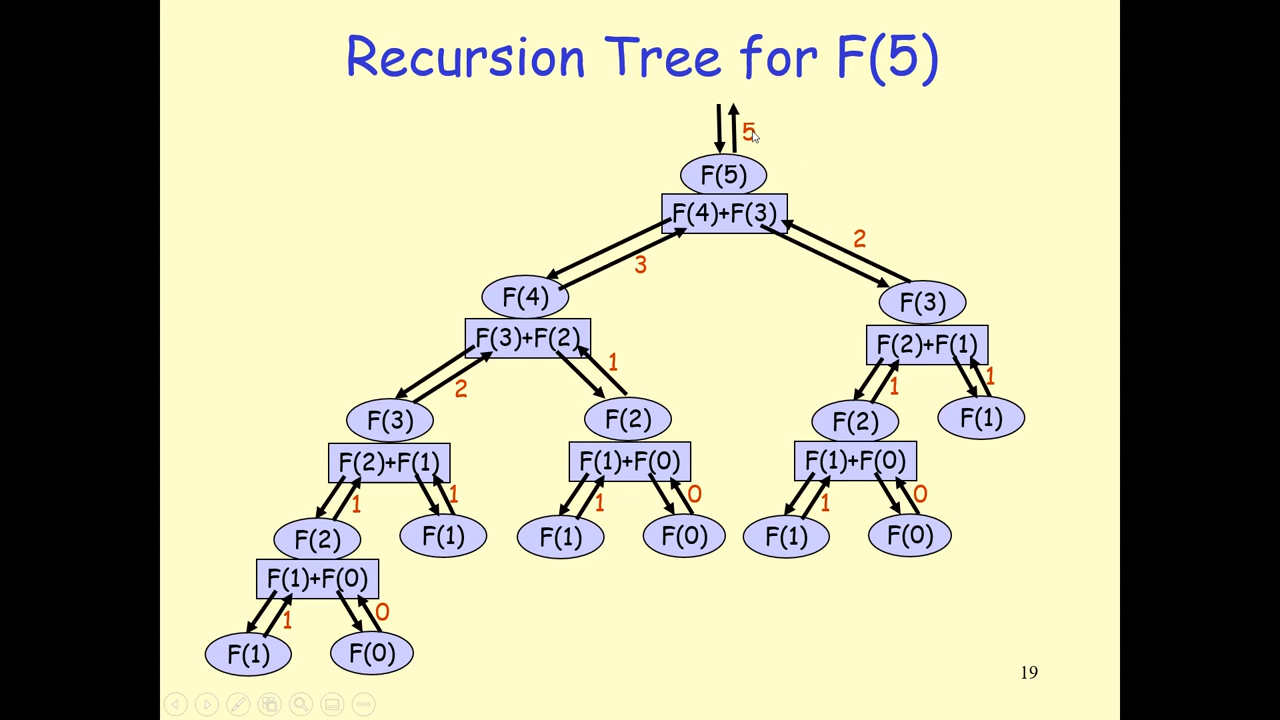 Recursion Tree for F(5)
5
F(5)
F(4)+F(3)
3
2
F(4)
F(3)
F(3)+F(2)
F(2)+F(1)
2
1
1
1
F(3)
F(2)
F(2)
F(1)
F(2)+F(1)
F(1)+F(0)
F(1)+F(0)
1
1
1
0
1
0
F(2)
F(1)
F(1)
F(0)
F(1)
F(0)
F(1)+F(0)
1
0
F(1)
F(0)
19